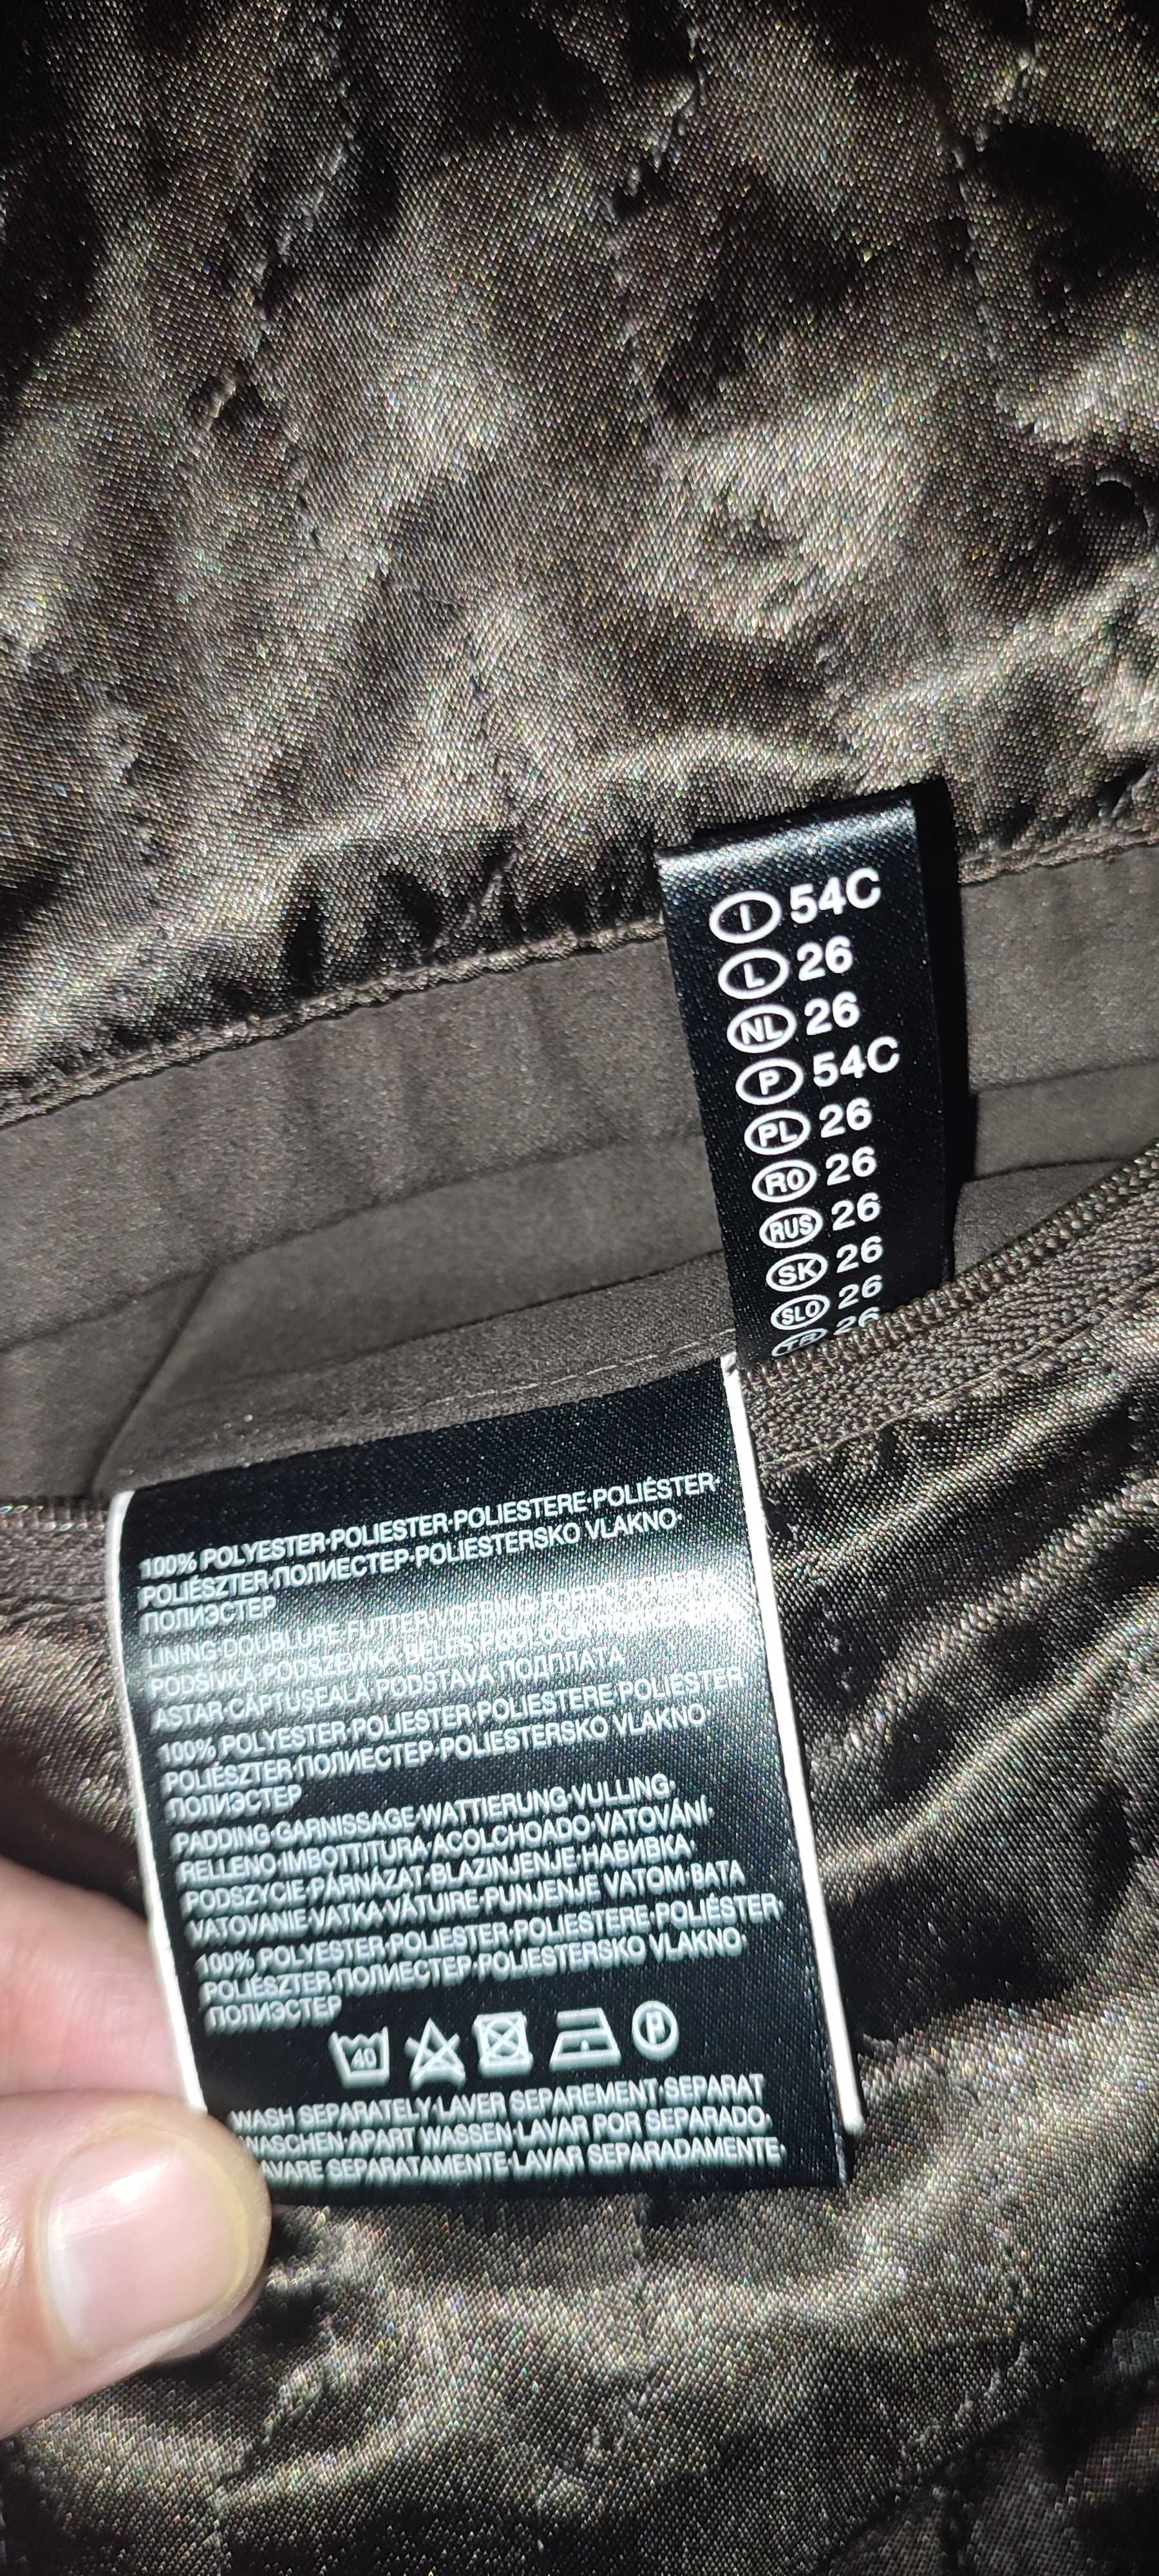 I 54C
L 26
NL 26
P 54C
PL 26
RO 26
RUS 26
SK 26
SLO 26
TR 26
100% POLYESTER·POLIESTER·POLIESTERE·POLIÉSTER·
POLIÉSZTER·ПОЛИЕСТЕР·POLIESTERSKO VLAKNO·
ПОЛИЭСТЕР
LINING·DOUBLURE·FUTTER·VOERING·FORRO·FODERA·
PODŠÍVKA·PODSZEWKA·BÉLÉS·PODLOGA·
ASTAR·CĂPTUŞEALĂ·PODSTAVA·ПОДПЛАТА
100% POLYESTER·POLIESTER·POLIESTERE·POLIÉSTER
POLIÉSZTER·ПОЛИЕСТЕР·POLIESTERSKO VLAKNO·
ПОЛИЭСТЕР
PADDING·GARNISSAGE·WATTIERUNG·VULLING·
RELLENO·IMBOTTITURA·ACOLCHOADO·VATOVÁNÍ·
PODSZYCIE·PÁRNÁZAT·BLAZINJENJE·НАБИВКА·
VATOVANIE·VATKA·VĂTUIRE·PUNJENJE VATOM·ВАТА
100% POLYESTER·POLIESTER·POLIESTERE·POLIÉSTER·
POLIÉSZTER·ПОЛИЕСТЕР·POLIESTERSKO VLAKNO·
ПОЛИЭСТЕР
40 P
WASH SEPARATELY·LAVER SEPAREMENT·SEPARAT
WASCHEN·APART WASSEN·LAVAR POR SEPARADO·
LAVARE SEPARATAMENTE·LAVAR SEPARADAMENTE·